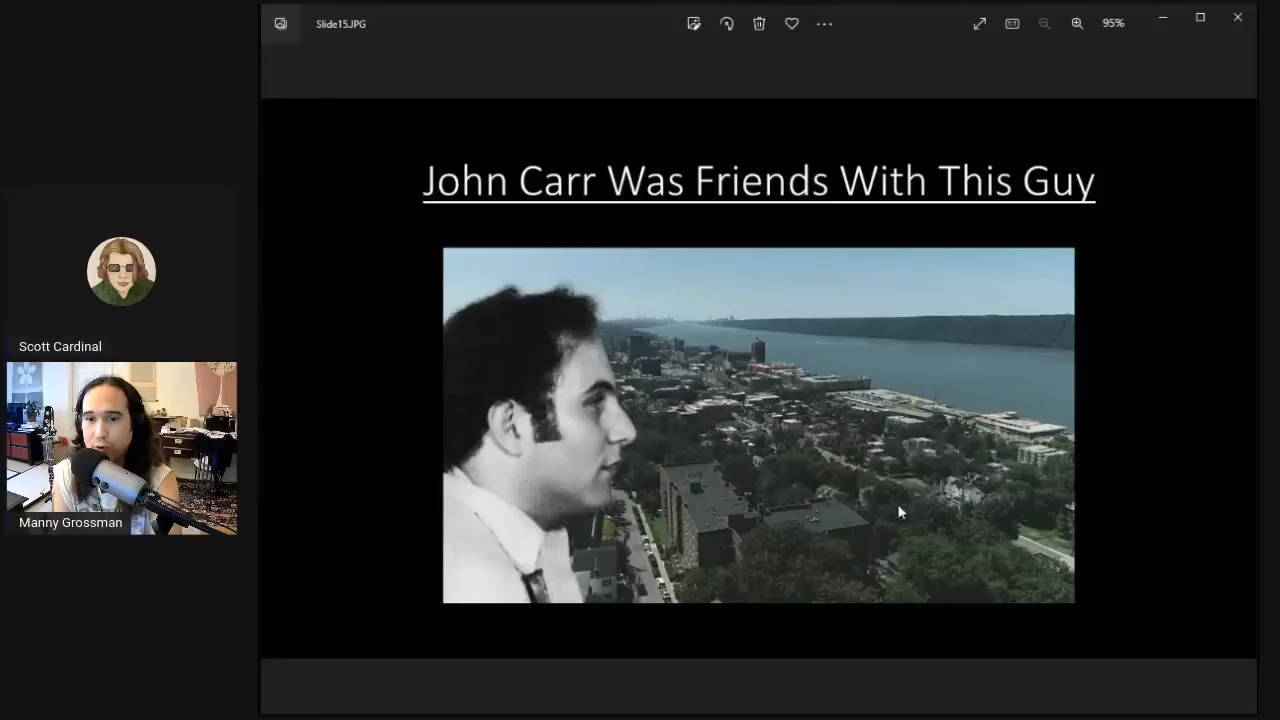 Slide15.JPG
95%
John Carr Was Friends With This Guy
Scott Cardinal
Manny Grossman